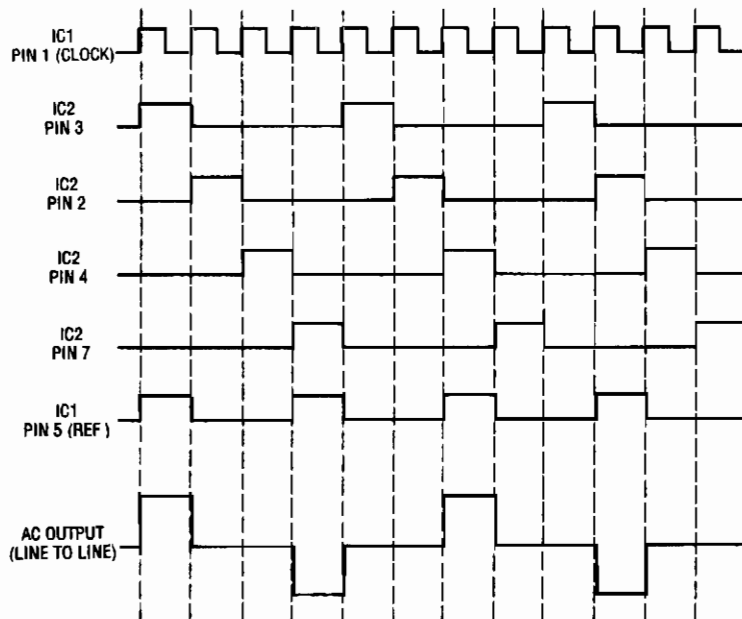 IC1
PIN 1 (CLOCK)
IC2
PIN 3
IC2
PIN 2
IC2
PIN 4
IC2
PIN 7
IC1
PIN 5 (REF)
AC OUTPUT
(LINE TO LINE)